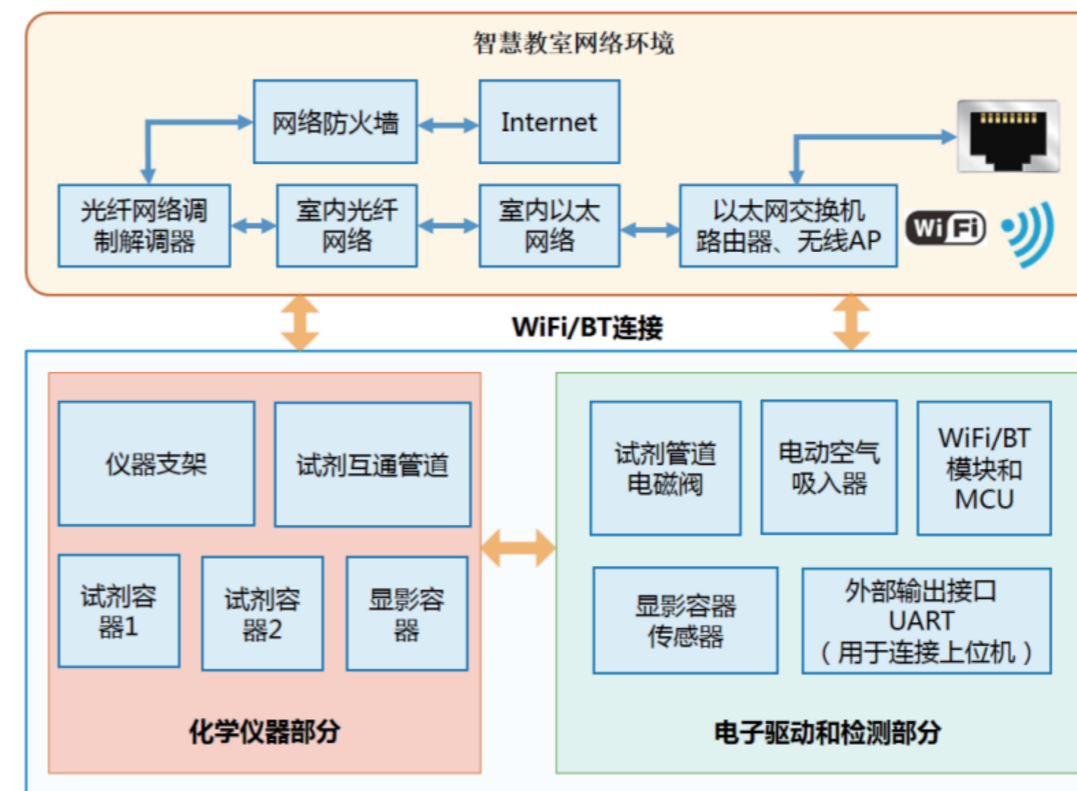 智慧教室网络环境
网络防火墙
Internet
光纤网络调
制解调器
室内光纤
网络
室内以太
网络
以太网交换机
路由器、无线AP
WiFi
WiFi/BT连接
仪器支架
试剂互通管道
试剂容
器1
试剂容
器2
显影容
器
化学仪器部分
试剂管道
电磁阀
电动空气
吸入器
WiFi/BT
模块和
MCU
显影容器
传感器
外部输出接口
UART
（用于连接上位机）
电子驱动和检测部分